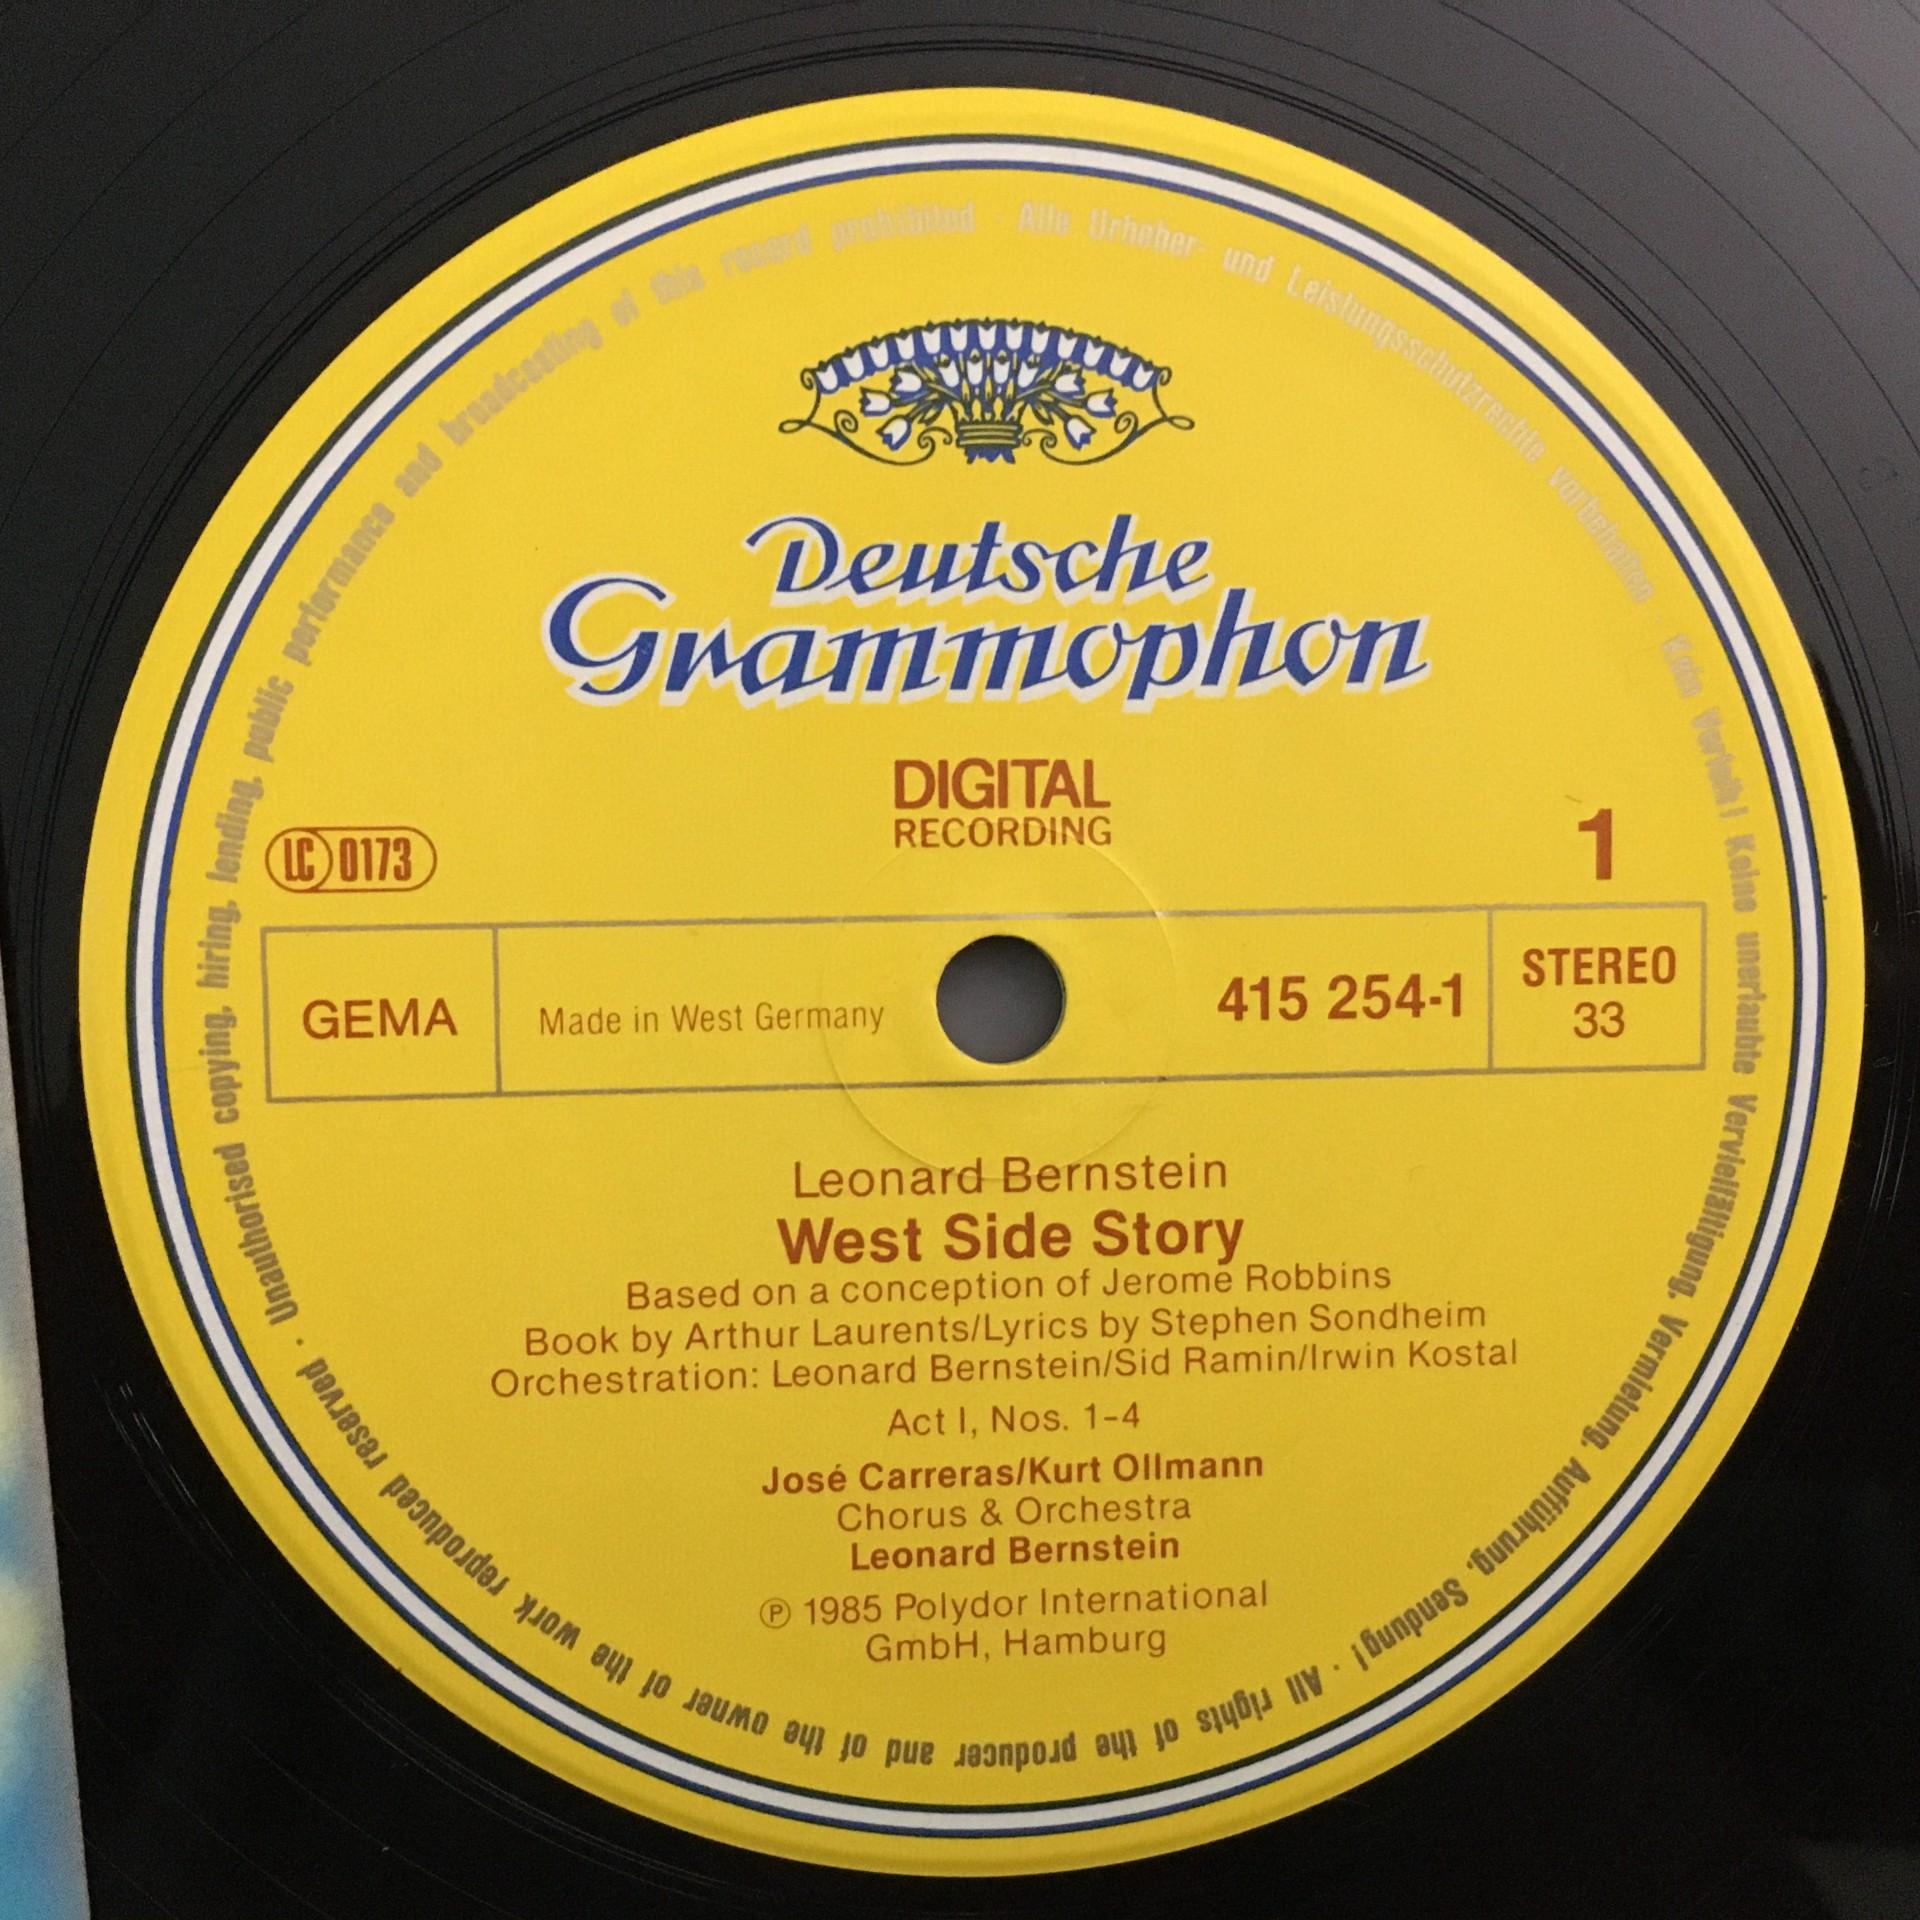 Deutsche
Grammophon
DIGITAL
RECORDING
LC 0173
1
GEMA
Made in West Germany
415 254-1
STEREO
33
Leonard Bernstein
West Side Story
Based on a conception of Jerome Robbins
Book by Arthur Laurents/Lyrics by Stephen Sondheim
Orchestration: Leonard Bernstein/Sid Ramin/Irwin Kostal
Act I, Nos. 1-4
José Carreras/Kurt Ollmann
Chorus & Orchestra
Leonard Bernstein
℗ 1985 Polydor International
GmbH, Hamburg
Alle Urheber- und Leistungsschutzrechte vorbehalten · Kein Verleih! Keine unerlaubte Vervielfältigung, Vermietung, Aufführung, Sendung! · All rights of the producer and of the owner of the work reproduced reserved · Unauthorised copying, hiring, lending, public performance and broadcasting of this record prohibited ·